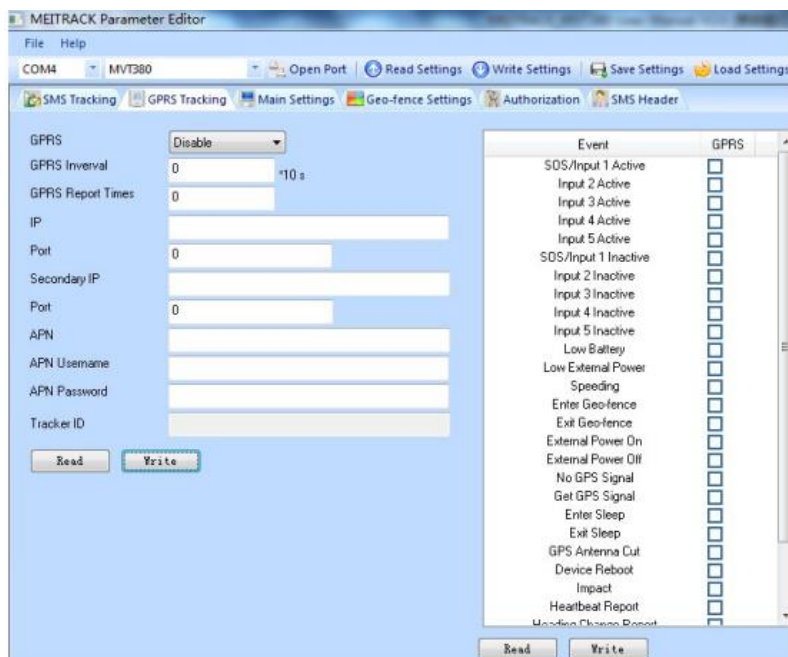 MEITRACK Parameter Editor
File Help
COM4 MVT380 Open Port Read Settings Write Settings Save Settings Load Settings
SMS Tracking GPRS Tracking Main Settings Geo-fence Settings Authorization SMS Header
GPRS Disable
GPRS Inverval 0 *10 s
GPRS Report Times 0
IP
Port 0
Secondary IP
Port 0
APN
APN Username
APN Password
Tracker ID
Read Write
Event GPRS
SOS/Input 1 Active
Input 2 Active
Input 3 Active
Input 4 Active
Input 5 Active
SOS/Input 1 Inactive
Input 2 Inactive
Input 3 Inactive
Input 4 Inactive
Input 5 Inactive
Low Battery
Low External Power
Speeding
Enter Geo-fence
Exit Geo-fence
External Power On
External Power Off
No GPS Signal
Get GPS Signal
Enter Sleep
Exit Sleep
GPS Antenna Cut
Device Reboot
Impact
Heartbeat Report
Heading Change Report
Read Write